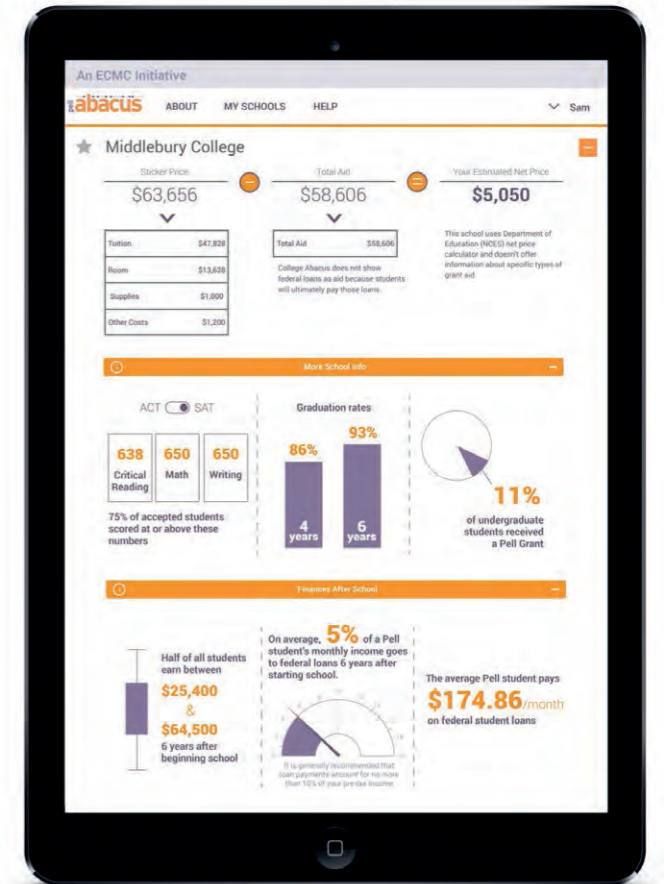 An ECMC Initiative
pell abacus ABOUT MY SCHOOLS HELP Sam
Middlebury College
Sticker Price Total Aid Your Estimated Net Price
$63,656 $58,606 $5,050
Tuition $47,828
Room $13,628
Supplies $1,000
Other Costs $1,200
Total Aid $58,606
College Abacus does not show
federal loans as aid because students
will ultimately pay those loans.
This school uses Department of
Education (NCES) net price
calculator and doesn't offer
information about specific types of
grant aid
More School Info
ACT SAT
638 650 650
Critical Reading Math Writing
75% of accepted students
scored at or above these
numbers
Graduation rates
86% 93%
4 years 6 years
11%
of undergraduate
students received
a Pell Grant
Finances After School
Half of all students
earn between
$25,400
&
$64,500
6 years after
beginning school
On average, 5% of a Pell
student's monthly income goes
to federal loans 6 years after
starting school.
It is generally recommended that
loan payments amount for no more
than 10% of your pre-tax income
The average Pell student pays
$174.86/month
on federal student loans